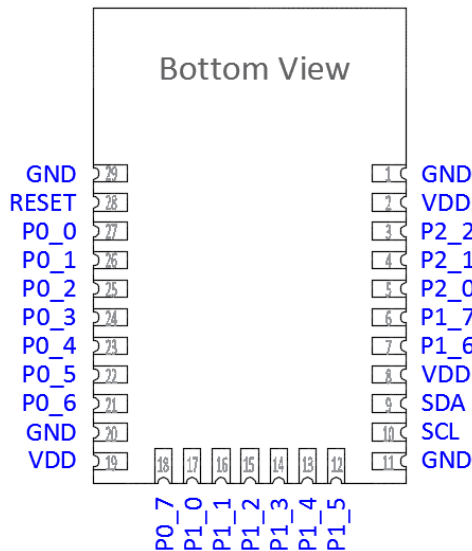 Bottom View
GND 29 1 GND
RESET 28 2 VDD
P0_0 27 3 P2_2
P0_1 26 4 P2_1
P0_2 25 5 P2_0
P0_3 24 6 P1_7
P0_4 23 7 P1_6
P0_5 22 8 VDD
P0_6 21 9 SDA
GND 20 10 SCL
VDD 19 11 GND
18 17 16 15 14 13 12
P0_7 P1_0 P1_1 P1_2 P1_3 P1_4 P1_5